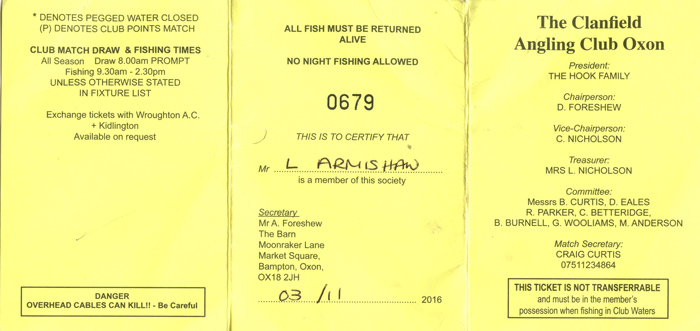 * DENOTES PEGGED WATER CLOSED
(P) DENOTES CLUB POINTS MATCH
CLUB MATCH DRAW & FISHING TIMES
All Season Draw 8.00am PROMPT
Fishing 9.30am - 2.30pm
UNLESS OTHERWISE STATED
IN FIXTURE LIST
Exchange tickets with Wroughton A.C.
+ Kidlington
Available on request
DANGER
OVERHEAD CABLES CAN KILL!! - Be Careful
ALL FISH MUST BE RETURNED
ALIVE
NO NIGHT FISHING ALLOWED
0679
THIS IS TO CERTIFY THAT
Mr L ARMISHAW
is a member of this society
Secretary
Mr A. Foreshew
The Barn
Moonraker Lane
Market Square,
Bampton, Oxon,
OX18 2JH
03 /11 2016
The Clanfield
Angling Club Oxon
President:
THE HOOK FAMILY
Chairperson:
D. FORESHEW
Vice-Chairperson:
C. NICHOLSON
Treasurer:
MRS L. NICHOLSON
Committee:
Messrs B. CURTIS, D. EALES
R. PARKER, C. BETTERIDGE,
B. BURNELL, G. WOOLIAMS, M. ANDERSON
Match Secretary:
CRAIG CURTIS
07511234864
THIS TICKET IS NOT TRANSFERRABLE
and must be in the member's
possession when fishing in Club Waters